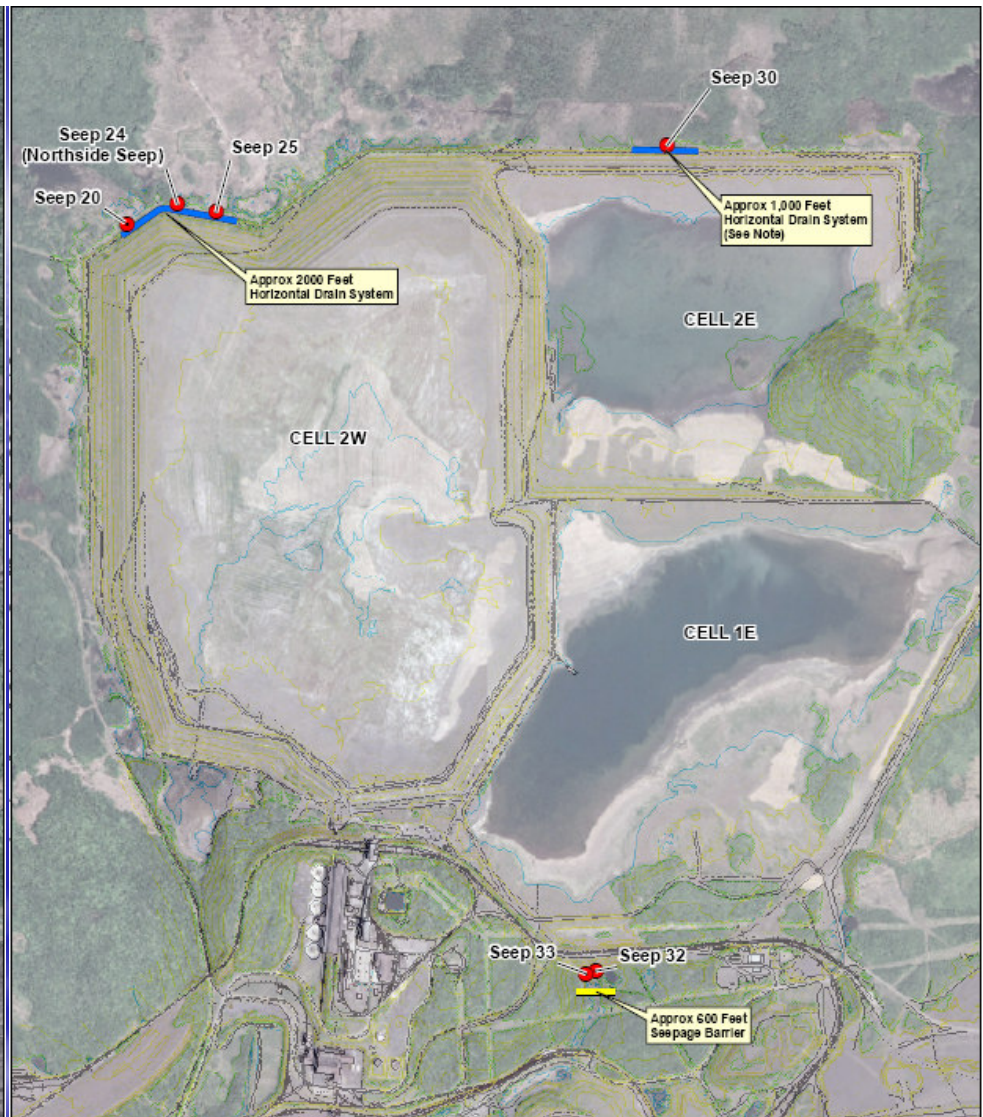 Seep 30
Seep 24
(Northside Seep)
Seep 25
Seep 20
Approx 1,000 Feet
Horizontal Drain System
(See Note)
Approx 2000 Feet
Horizontal Drain System
CELL 2E
CELL 2W
CELL 1E
Seep 33
Seep 32
Approx 600 Feet
Seepage Barrier